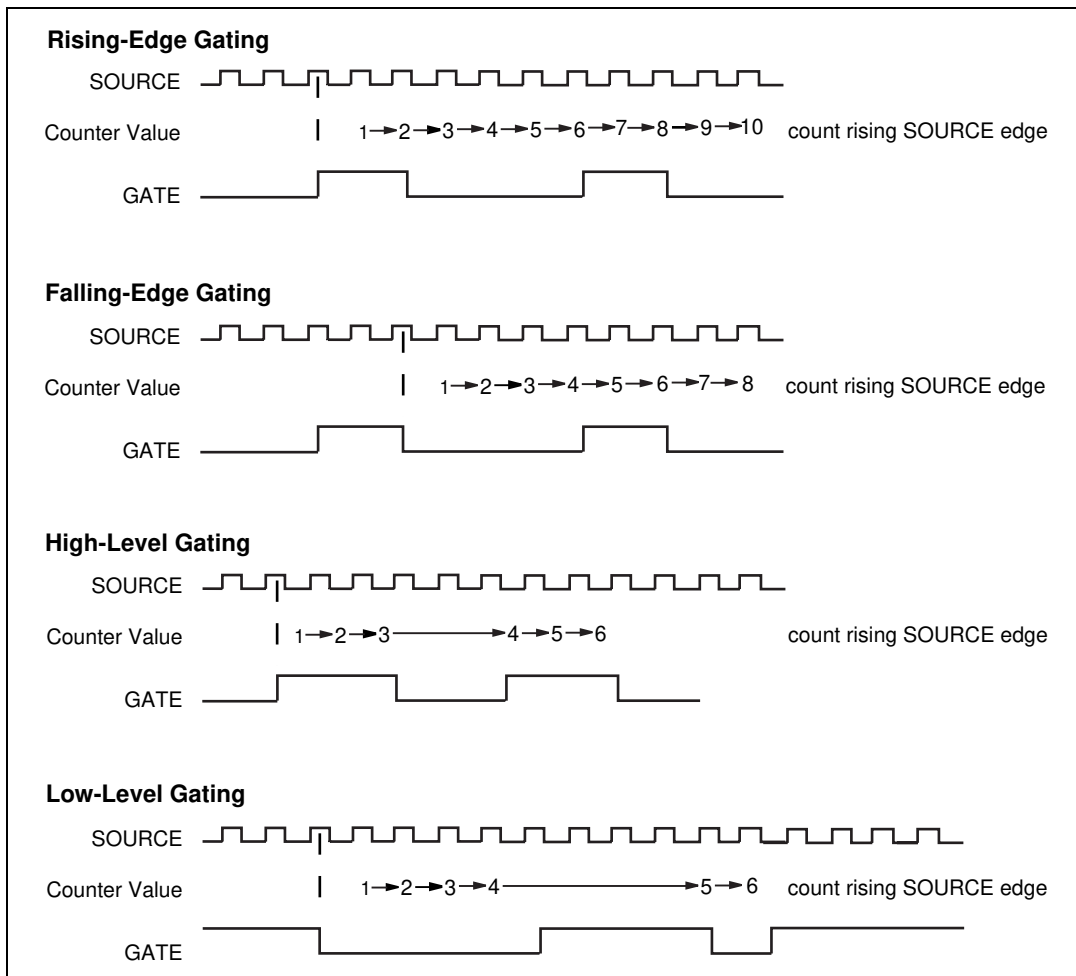 Rising-Edge Gating
SOURCE
Counter Value 1 2 3 4 5 6 7 8 9 10 count rising SOURCE edge
GATE
Falling-Edge Gating
SOURCE
Counter Value 1 2 3 4 5 6 7 8 count rising SOURCE edge
GATE
High-Level Gating
SOURCE
Counter Value 1 2 3 4 5 6 count rising SOURCE edge
GATE
Low-Level Gating
SOURCE
Counter Value 1 2 3 4 5 6 count rising SOURCE edge
GATE